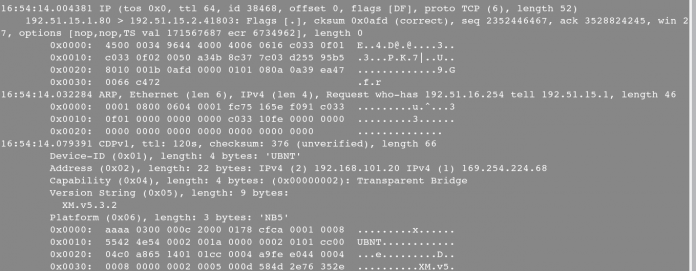 16:54:14.004381 IP (tos 0x0, ttl 64, id 38468, offset 0, flags [DF], proto TCP (6), length 52)
    192.51.15.1.80 > 192.51.15.2.41803: Flags [.], cksum 0x0afd (correct), seq 2352446467, ack 3528824245, win 2
7, options [nop,nop,TS val 171567687 ecr 6734962], length 0
        0x0000:  4500 0034 9644 4000 4006 0616 c033 0f01  E..4.D@.@....3..
        0x0010:  c033 0f02 0050 a34b 8c37 7c03 d255 95b5  .3...P.K.7|..U..
        0x0020:  8010 001b 0afd 0000 0101 080a 0a39 ea47  .............9.G
        0x0030:  0066 c472                                .f.r
16:54:14.032284 ARP, Ethernet (len 6), IPv4 (len 4), Request who-has 192.51.16.254 tell 192.51.15.1, length 46
        0x0000:  0001 0800 0604 0001 fc75 165e f091 c033  .........u.^...3
        0x0010:  0f01 0000 0000 0000 c033 10fe 0000 0000  .........3......
        0x0020:  0000 0000 0000 0000 0000 0000 0000       ..............
16:54:14.079391 CDPv1, ttl: 120s, checksum: 376 (unverified), length 66
        Device-ID (0x01), length: 4 bytes: 'UBNT'
        Address (0x02), length: 22 bytes: IPv4 (2) 192.168.101.20 IPv4 (1) 169.254.224.68
        Capability (0x04), length: 4 bytes: (0x00000002): Transparent Bridge
        Version String (0x05), length: 9 bytes:
          XM.v5.3.2
        Platform (0x06), length: 3 bytes: 'NB5'
        0x0000:  aaaa 0300 000c 2000 0178 cfca 0001 0008  .........x......
        0x0010:  5542 4e54 0002 001a 0000 0002 0101 cc00  UBNT............
        0x0020:  04c0 a865 1401 01cc 0004 a9fe e044 0004  ...e.........D..
        0x0030:  0008 0000 0002 0005 000d 584d 2e76 352e  ..........XM.v5.